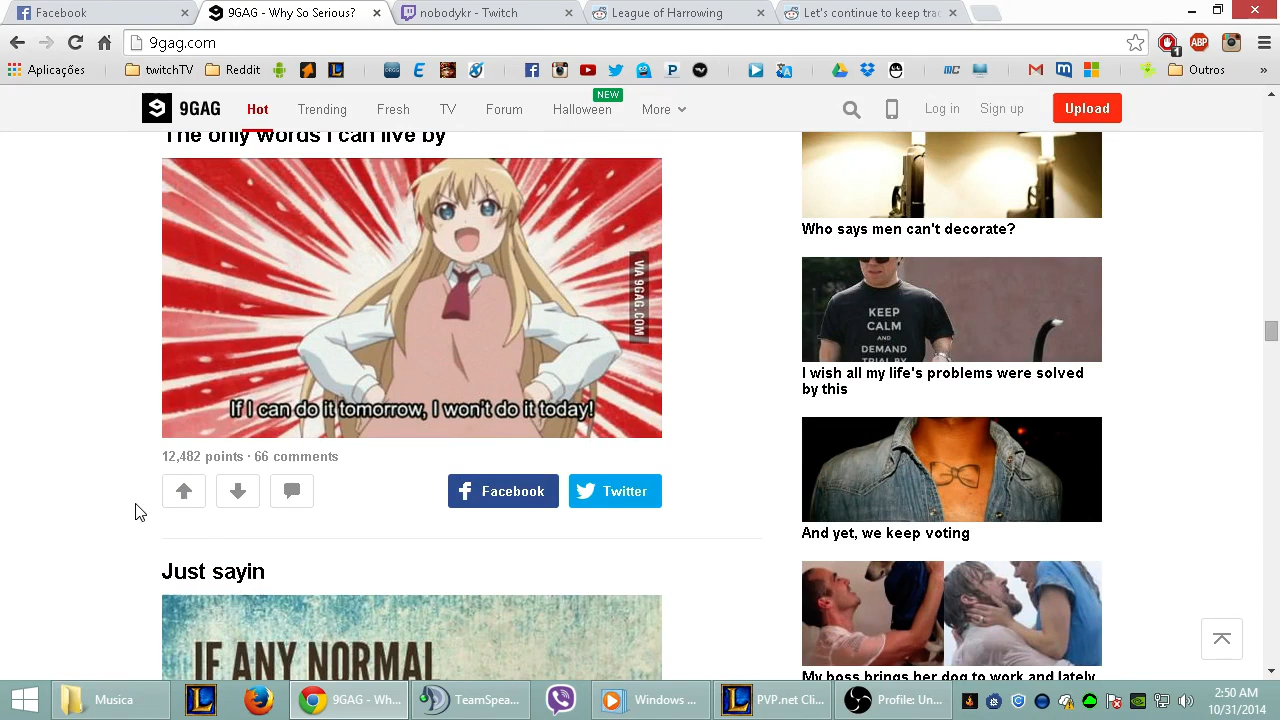 Facebook
9GAG - Why So Serious?
nobodykr - Twitch
League of Harrowing
Let's continue to keep trac
9gag.com
1
ABP
Aplicações
twitchTV
Reddit
MC
Outros
9GAG
Hot
Trending
Fresh
TV
Forum
Halloween
NEW
More
Log in
Sign up
Upload
The only words I can live by
VIA 9GAG.COM
If I can do it tomorrow, I won't do it today!
12,482 points · 66 comments
Facebook
Twitter
Just sayin
IF ANY NORMAL
Who says men can't decorate?
KEEP
CALM
AND
DEMAND
TRIAL BY
I wish all my life's problems were solved
by this
And yet, we keep voting
My boss brings her dog to work and lately
Musica
9GAG - Wh...
TeamSpea...
Windows ...
PVP.net Cli...
Profile: Un...
2:50 AM
10/31/2014